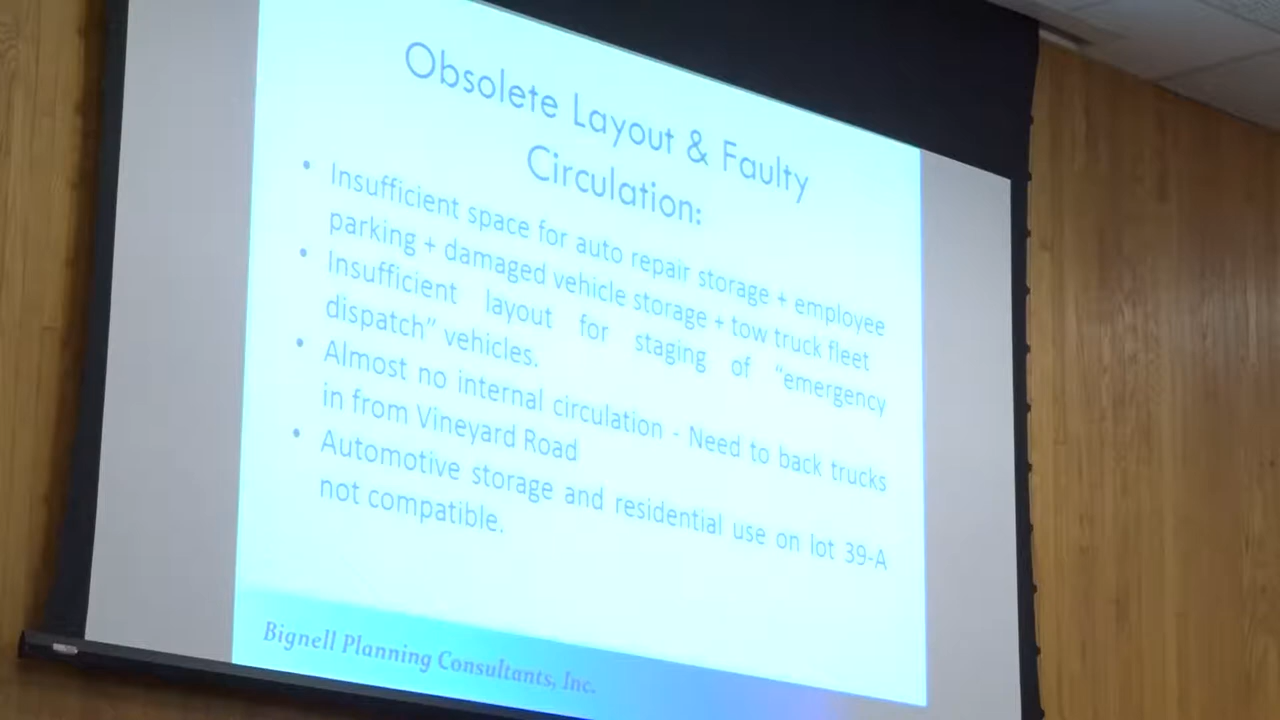 Obsolete Layout & Faulty
Circulation:
• Insufficient space for auto repair storage + employee
parking + damaged vehicle storage + tow truck fleet
• Insufficient layout for staging of “emergency
dispatch” vehicles.
• Almost no internal circulation - Need to back trucks
in from Vineyard Road
• Automotive storage and residential use on lot 39-A
not compatible.
Bignell Planning Consultants, Inc.